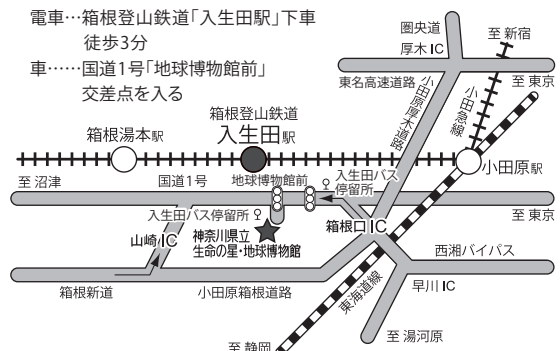 電車…箱根登山鉄道「入生田駅」下車
徒歩3分
車……国道1号「地球博物館前」
交差点を入る
圏央道
厚木IC
至 新宿
東名高速道路
至 東京
小田原厚木道路
小田急線
箱根登山鉄道
箱根湯本駅
入生田駅
小田原駅
至 沼津
国道1号
地球博物館前
入生田バス
停留所
至 東京
入生田バス停留所
箱根口IC
山崎IC
神奈川県立
生命の星・地球博物館
西湘バイパス
箱根新道
小田原箱根道路
東海道線
早川IC
至 静岡
至 湯河原